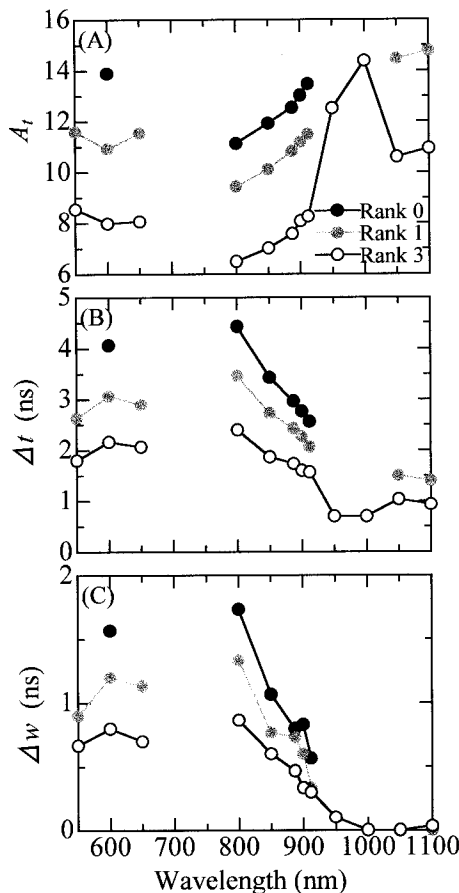 (A)
16
14
12
10
8
6
A_t
Rank 0
Rank 1
Rank 3
(B)
5
4
3
2
1
0
Δt (ns)
(C)
2
1
0
Δw (ns)
600 700 800 900 1000 1100
Wavelength (nm)